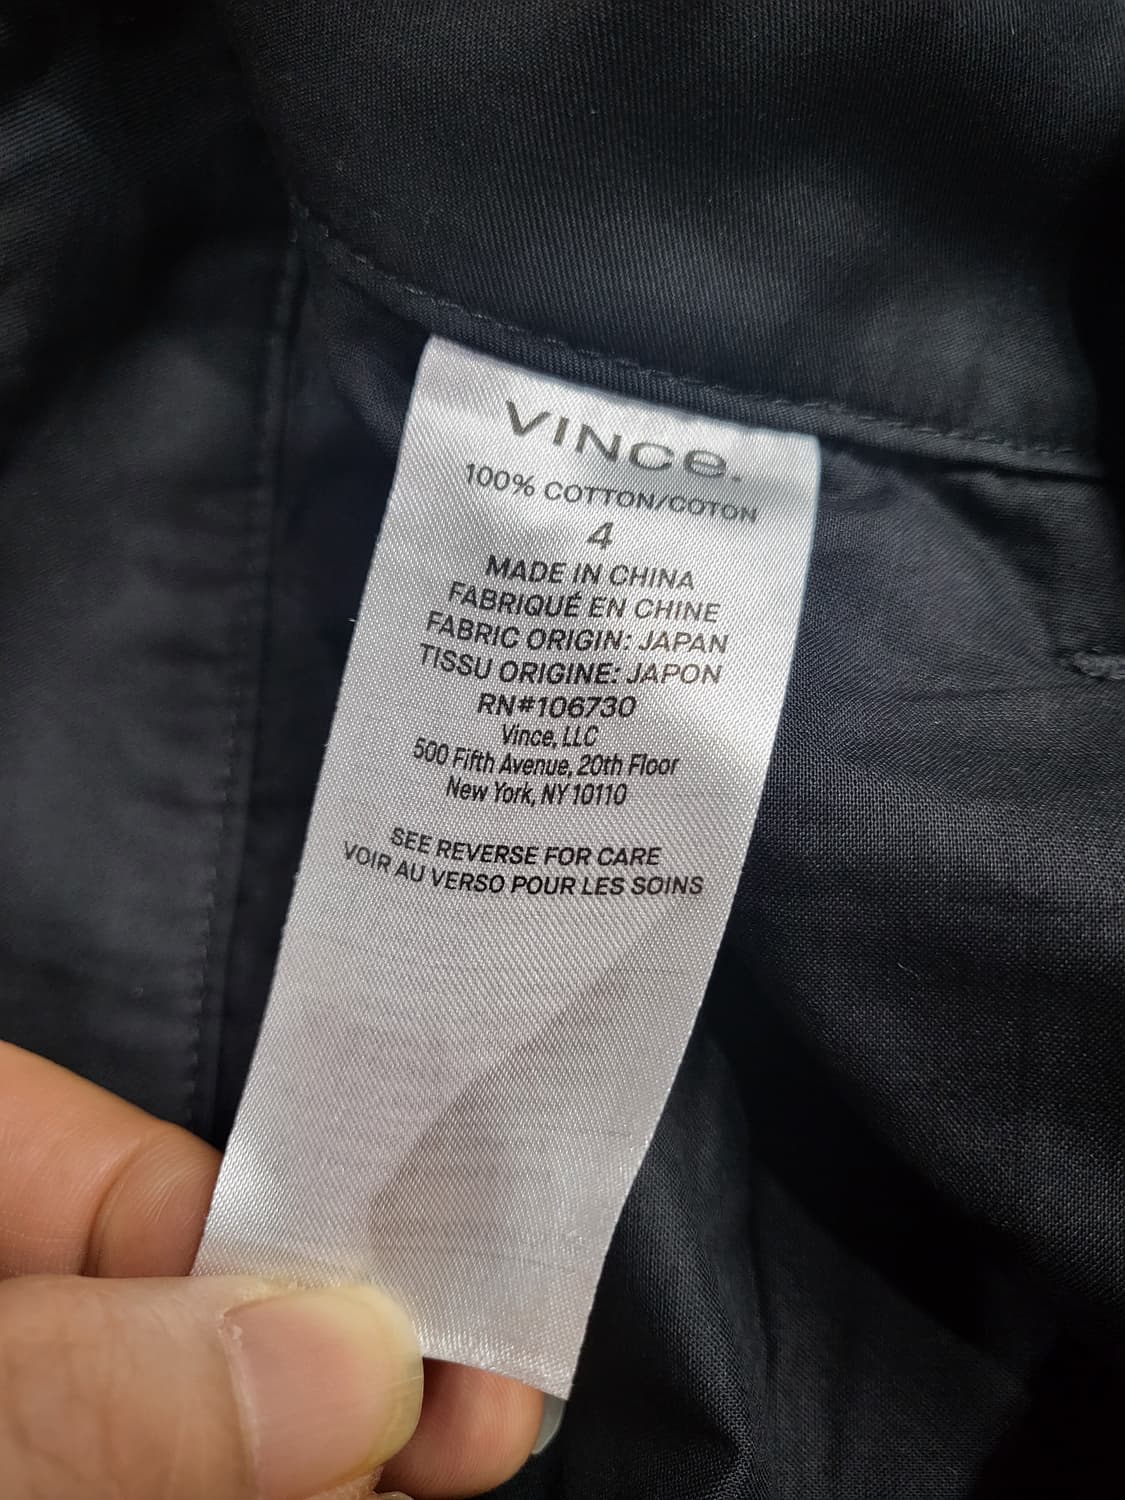 VINCe.
100% COTTON/COTON
4
MADE IN CHINA
FABRIQUÉ EN CHINE
FABRIC ORIGIN: JAPAN
TISSU ORIGINE: JAPON
RN#106730
Vince, LLC
500 Fifth Avenue, 20th Floor
New York, NY 10110
SEE REVERSE FOR CARE
VOIR AU VERSO POUR LES SOINS